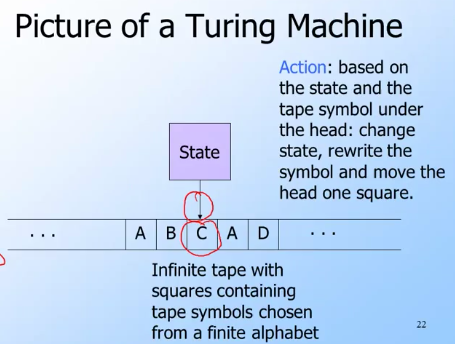 Picture of a Turing Machine
Action: based on
the state and the
tape symbol under
the head: change
state, rewrite the
symbol and move the
head one square.
State
. . . A B C A D . . .
Infinite tape with
squares containing
tape symbols chosen
from a finite alphabet
22